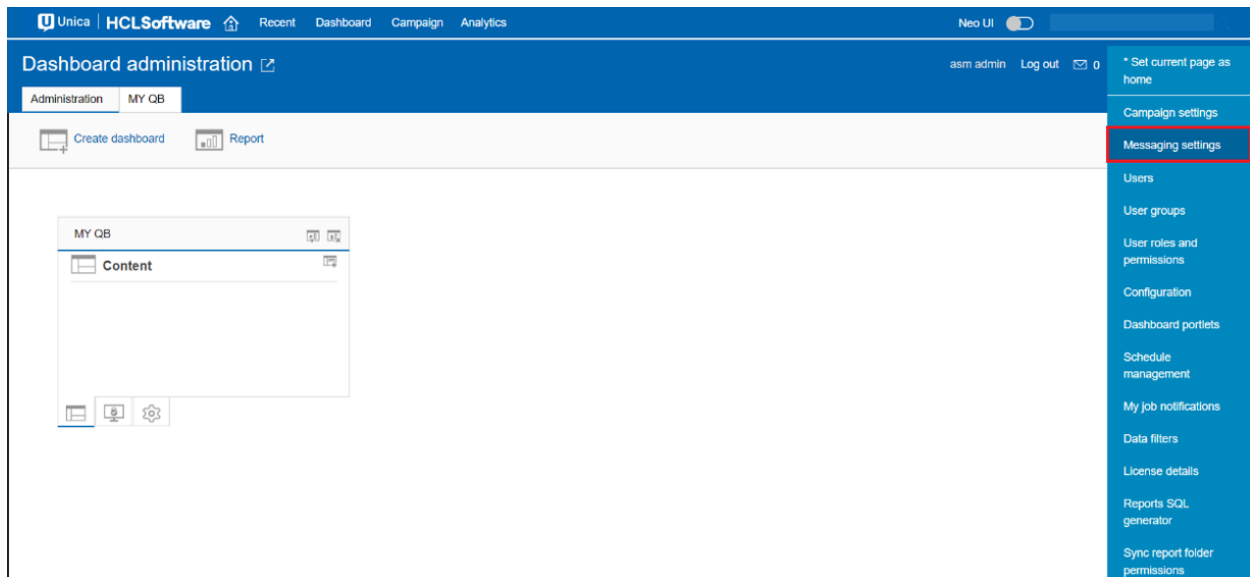 Unica | HCLSoftware Recent Dashboard Campaign Analytics Neo UI
Dashboard administration asm admin Log out 0
Administration MY QB
Create dashboard Report
MY QB
Content
* Set current page as
home
Campaign settings
Messaging settings
Users
User groups
User roles and
permissions
Configuration
Dashboard portlets
Schedule
management
My job notifications
Data filters
License details
Reports SQL
generator
Sync report folder
permissions